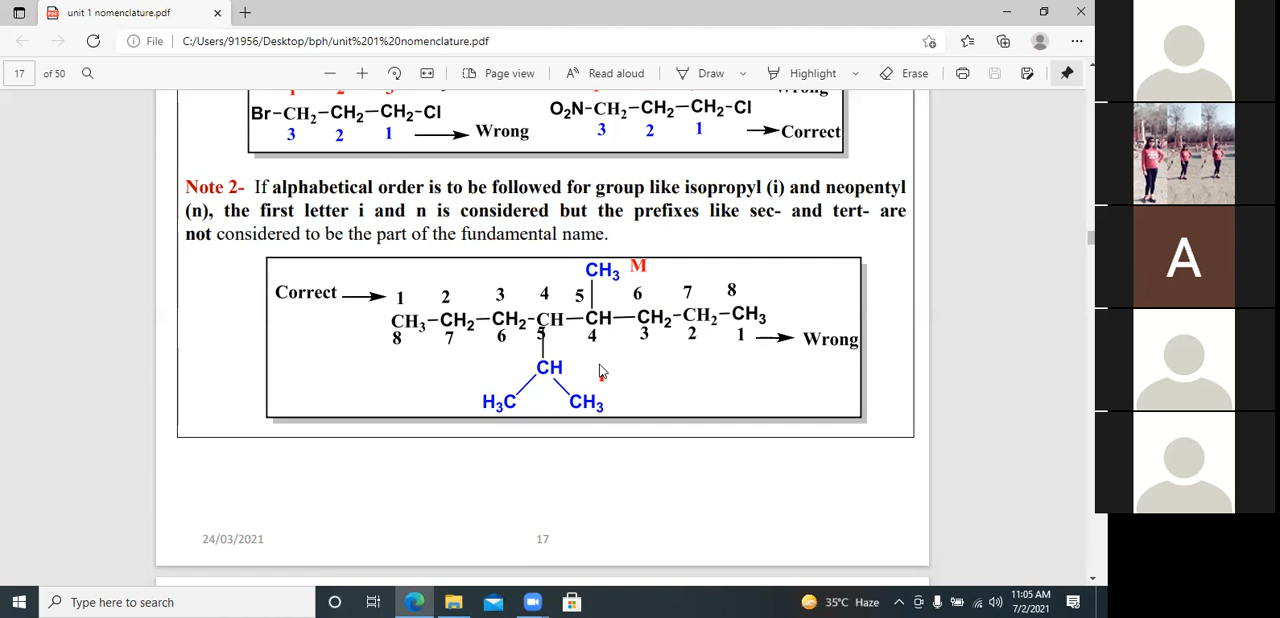 unit 1 nomenclature.pdf
File C:/Users/91956/Desktop/bph/unit%201%20nomenclature.pdf
17 of 50 Page view Read aloud Draw Highlight Erase
Wrong
Br-CH2-CH2-CH2-Cl O2N-CH2-CH2-CH2-Cl
3 2 1 Wrong 3 2 1 Correct
Note 2- If alphabetical order is to be followed for group like isopropyl (i) and neopentyl
(n), the first letter i and n is considered but the prefixes like sec- and tert- are
not considered to be the part of the fundamental name.
CH3 M
Correct 1 2 3 4 5 6 7 8
CH3-CH2-CH2-CH-CH-CH2-CH2-CH3
8 7 6 5 4 3 2 1 Wrong
CH
H3C CH3
24/03/2021 17
A
Type here to search 35°C Haze 11:05 AM
7/2/2021